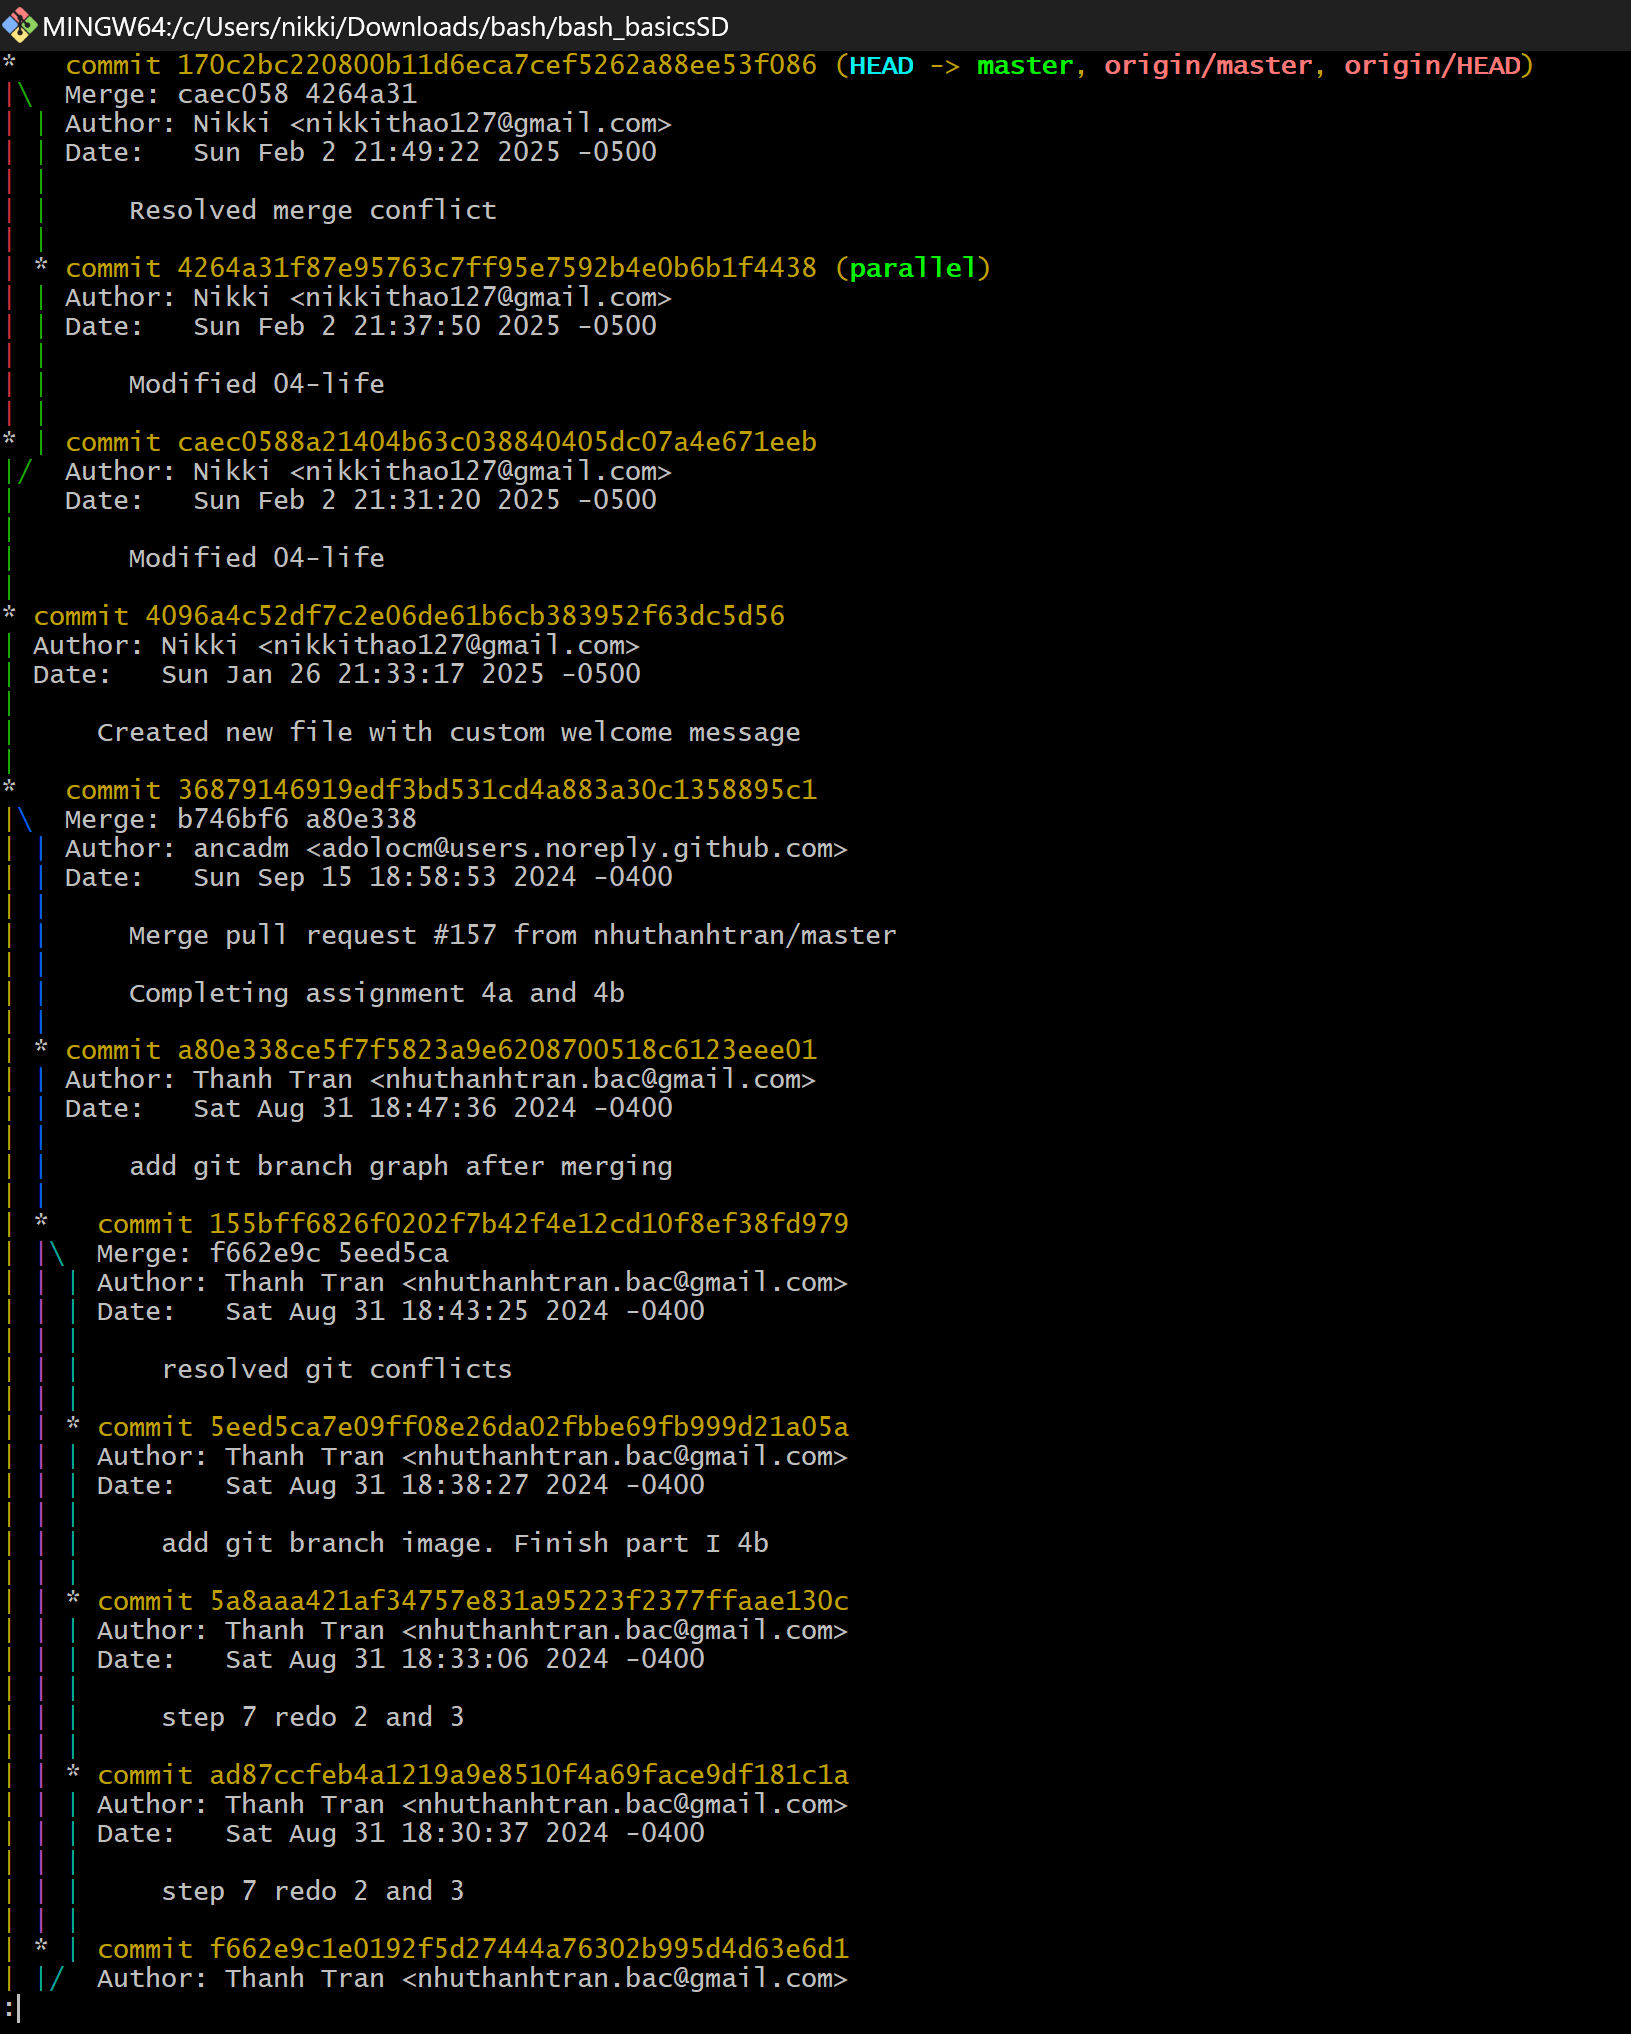 MINGW64:/c/Users/nikki/Downloads/bash/bash_basicsSD
*   commit 170c2bc220800b11d6eca7cef5262a88ee53f086 (HEAD -> master, origin/master, origin/HEAD)
|\  Merge: caec058 4264a31
| | Author: Nikki <nikkithao127@gmail.com>
| | Date:   Sun Feb 2 21:49:22 2025 -0500
| |
| |     Resolved merge conflict
| |
| * commit 4264a31f87e95763c7ff95e7592b4e0b6b1f4438 (parallel)
| | Author: Nikki <nikkithao127@gmail.com>
| | Date:   Sun Feb 2 21:37:50 2025 -0500
| |
| |     Modified 04-life
| |
* | commit caec0588a21404b63c038840405dc07a4e671eeb
|/  Author: Nikki <nikkithao127@gmail.com>
|   Date:   Sun Feb 2 21:31:20 2025 -0500
|
|       Modified 04-life
|
* commit 4096a4c52df7c2e06de61b6cb383952f63dc5d56
| Author: Nikki <nikkithao127@gmail.com>
| Date:   Sun Jan 26 21:33:17 2025 -0500
|
|     Created new file with custom welcome message
|
*   commit 36879146919edf3bd531cd4a883a30c1358895c1
|\  Merge: b746bf6 a80e338
| | Author: ancadm <adolocm@users.noreply.github.com>
| | Date:   Sun Sep 15 18:58:53 2024 -0400
| |
| |     Merge pull request #157 from nhuthanhtran/master
| |
| |     Completing assignment 4a and 4b
| |
| * commit a80e338ce5f7f5823a9e6208700518c6123eee01
| | Author: Thanh Tran <nhuthanhtran.bac@gmail.com>
| | Date:   Sat Aug 31 18:47:36 2024 -0400
| |
| |     add git branch graph after merging
| |
| *   commit 155bff6826f0202f7b42f4e12cd10f8ef38fd979
| |\  Merge: f662e9c 5eed5ca
| | | Author: Thanh Tran <nhuthanhtran.bac@gmail.com>
| | | Date:   Sat Aug 31 18:43:25 2024 -0400
| | |
| | |     resolved git conflicts
| | |
| | * commit 5eed5ca7e09ff08e26da02fbbe69fb999d21a05a
| | | Author: Thanh Tran <nhuthanhtran.bac@gmail.com>
| | | Date:   Sat Aug 31 18:38:27 2024 -0400
| | |
| | |     add git branch image. Finish part I 4b
| | |
| | * commit 5a8aaa421af34757e831a95223f2377ffaae130c
| | | Author: Thanh Tran <nhuthanhtran.bac@gmail.com>
| | | Date:   Sat Aug 31 18:33:06 2024 -0400
| | |
| | |     step 7 redo 2 and 3
| | |
| | * commit ad87ccfeb4a1219a9e8510f4a69face9df181c1a
| | | Author: Thanh Tran <nhuthanhtran.bac@gmail.com>
| | | Date:   Sat Aug 31 18:30:37 2024 -0400
| | |
| | |     step 7 redo 2 and 3
| | |
| * | commit f662e9c1e0192f5d27444a76302b995d4d63e6d1
| |/  Author: Thanh Tran <nhuthanhtran.bac@gmail.com>
: